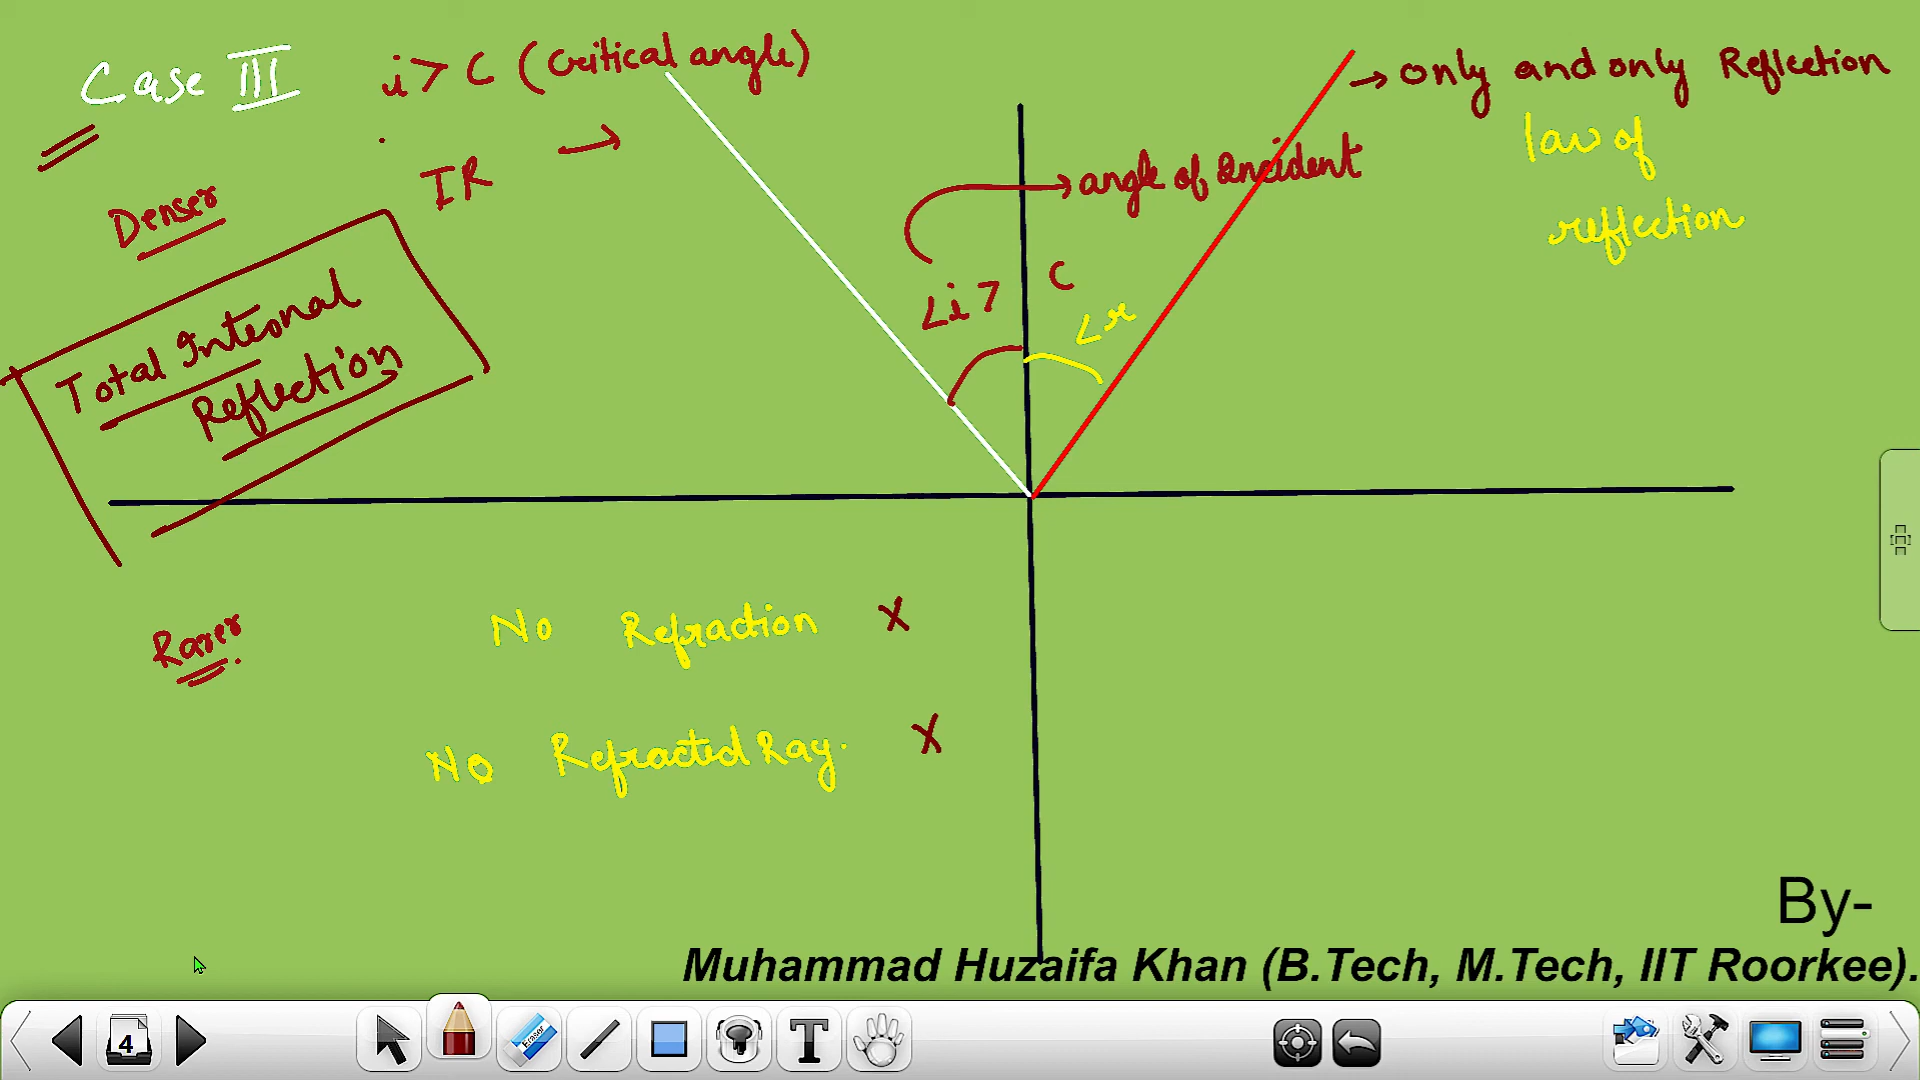 Case III i > C (Critical angle)
→ only and only Reflection
law of
reflection
IR →
→ angle of Incident
Denser
<i > C
<r
Total Internal
Reflection
Rarer
No Refraction X
No Refracted Ray. X
By-
Muhammad Huzaifa Khan (B.Tech, M.Tech, IIT Roorkee).
4
Eraser
T